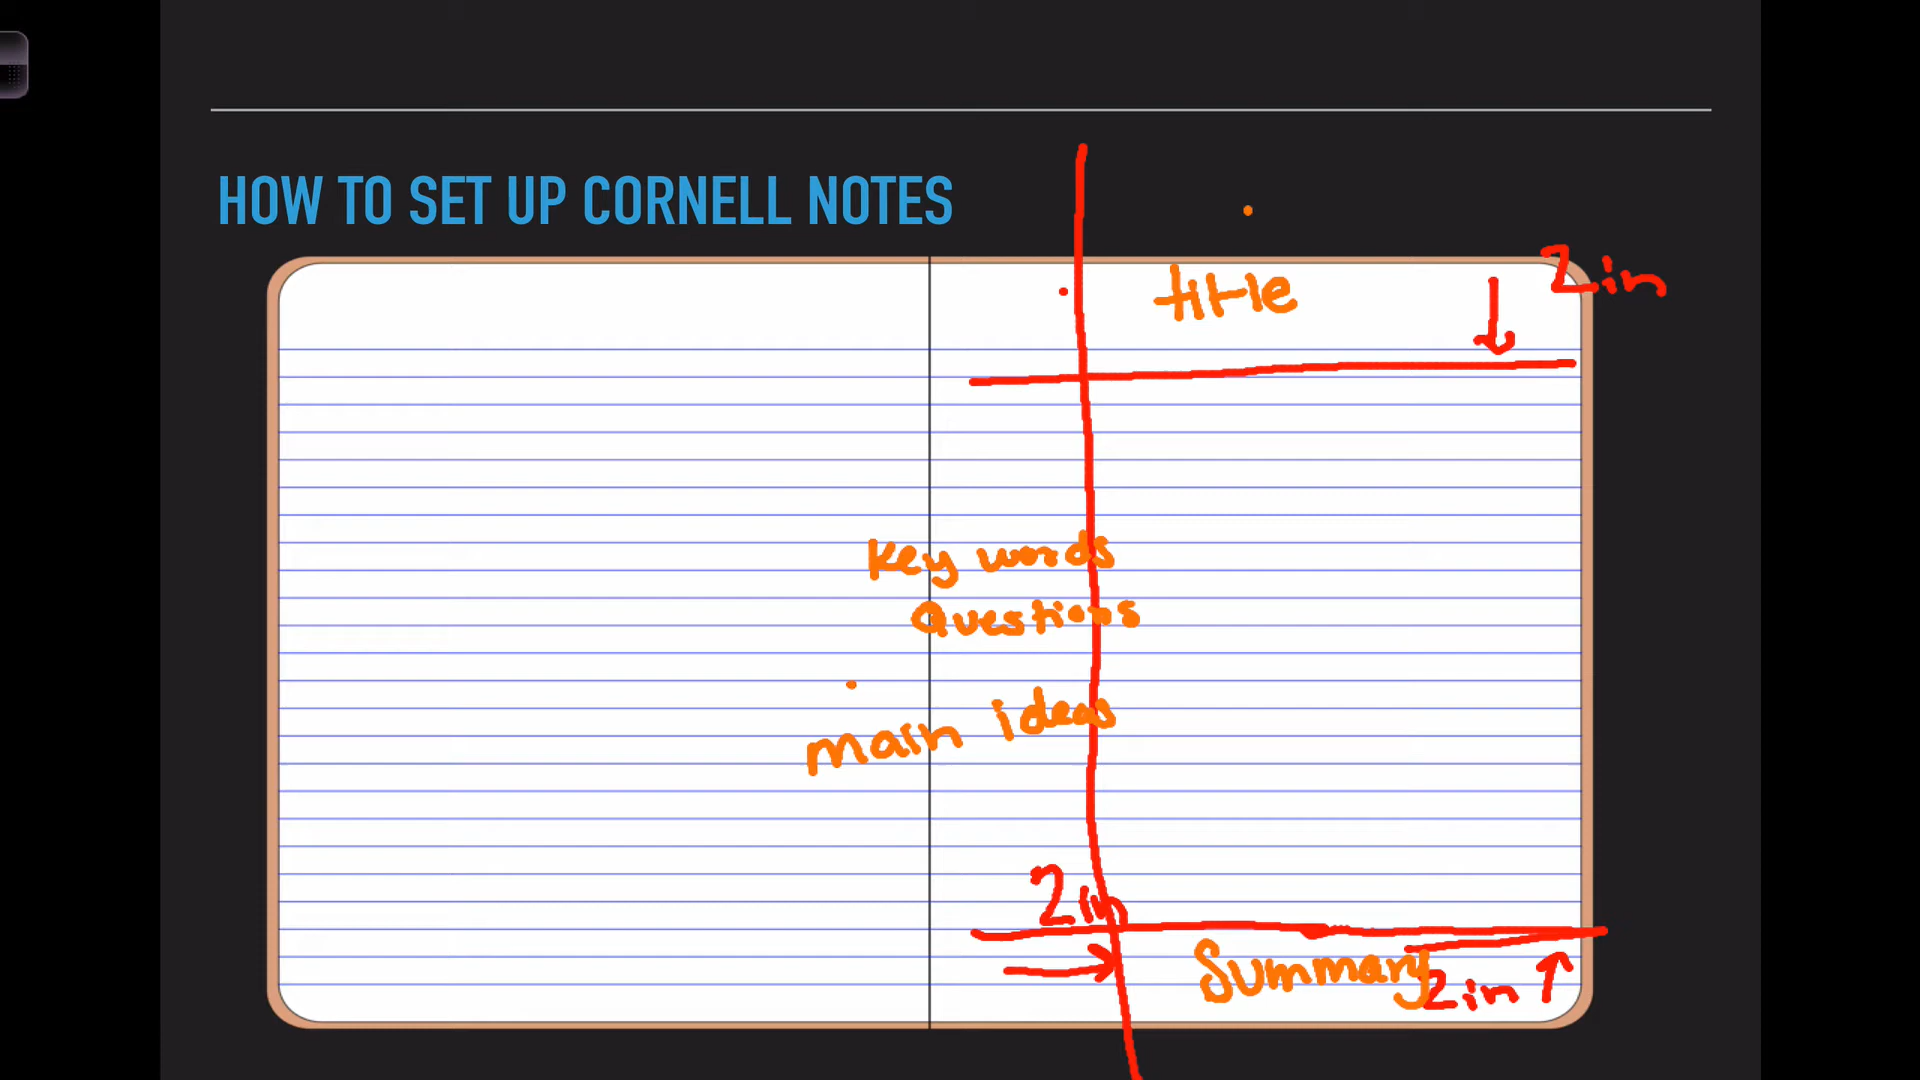 HOW TO SET UP CORNELL NOTES
title
2in
Key words
Questions
main ideas
2in
Summary
2in